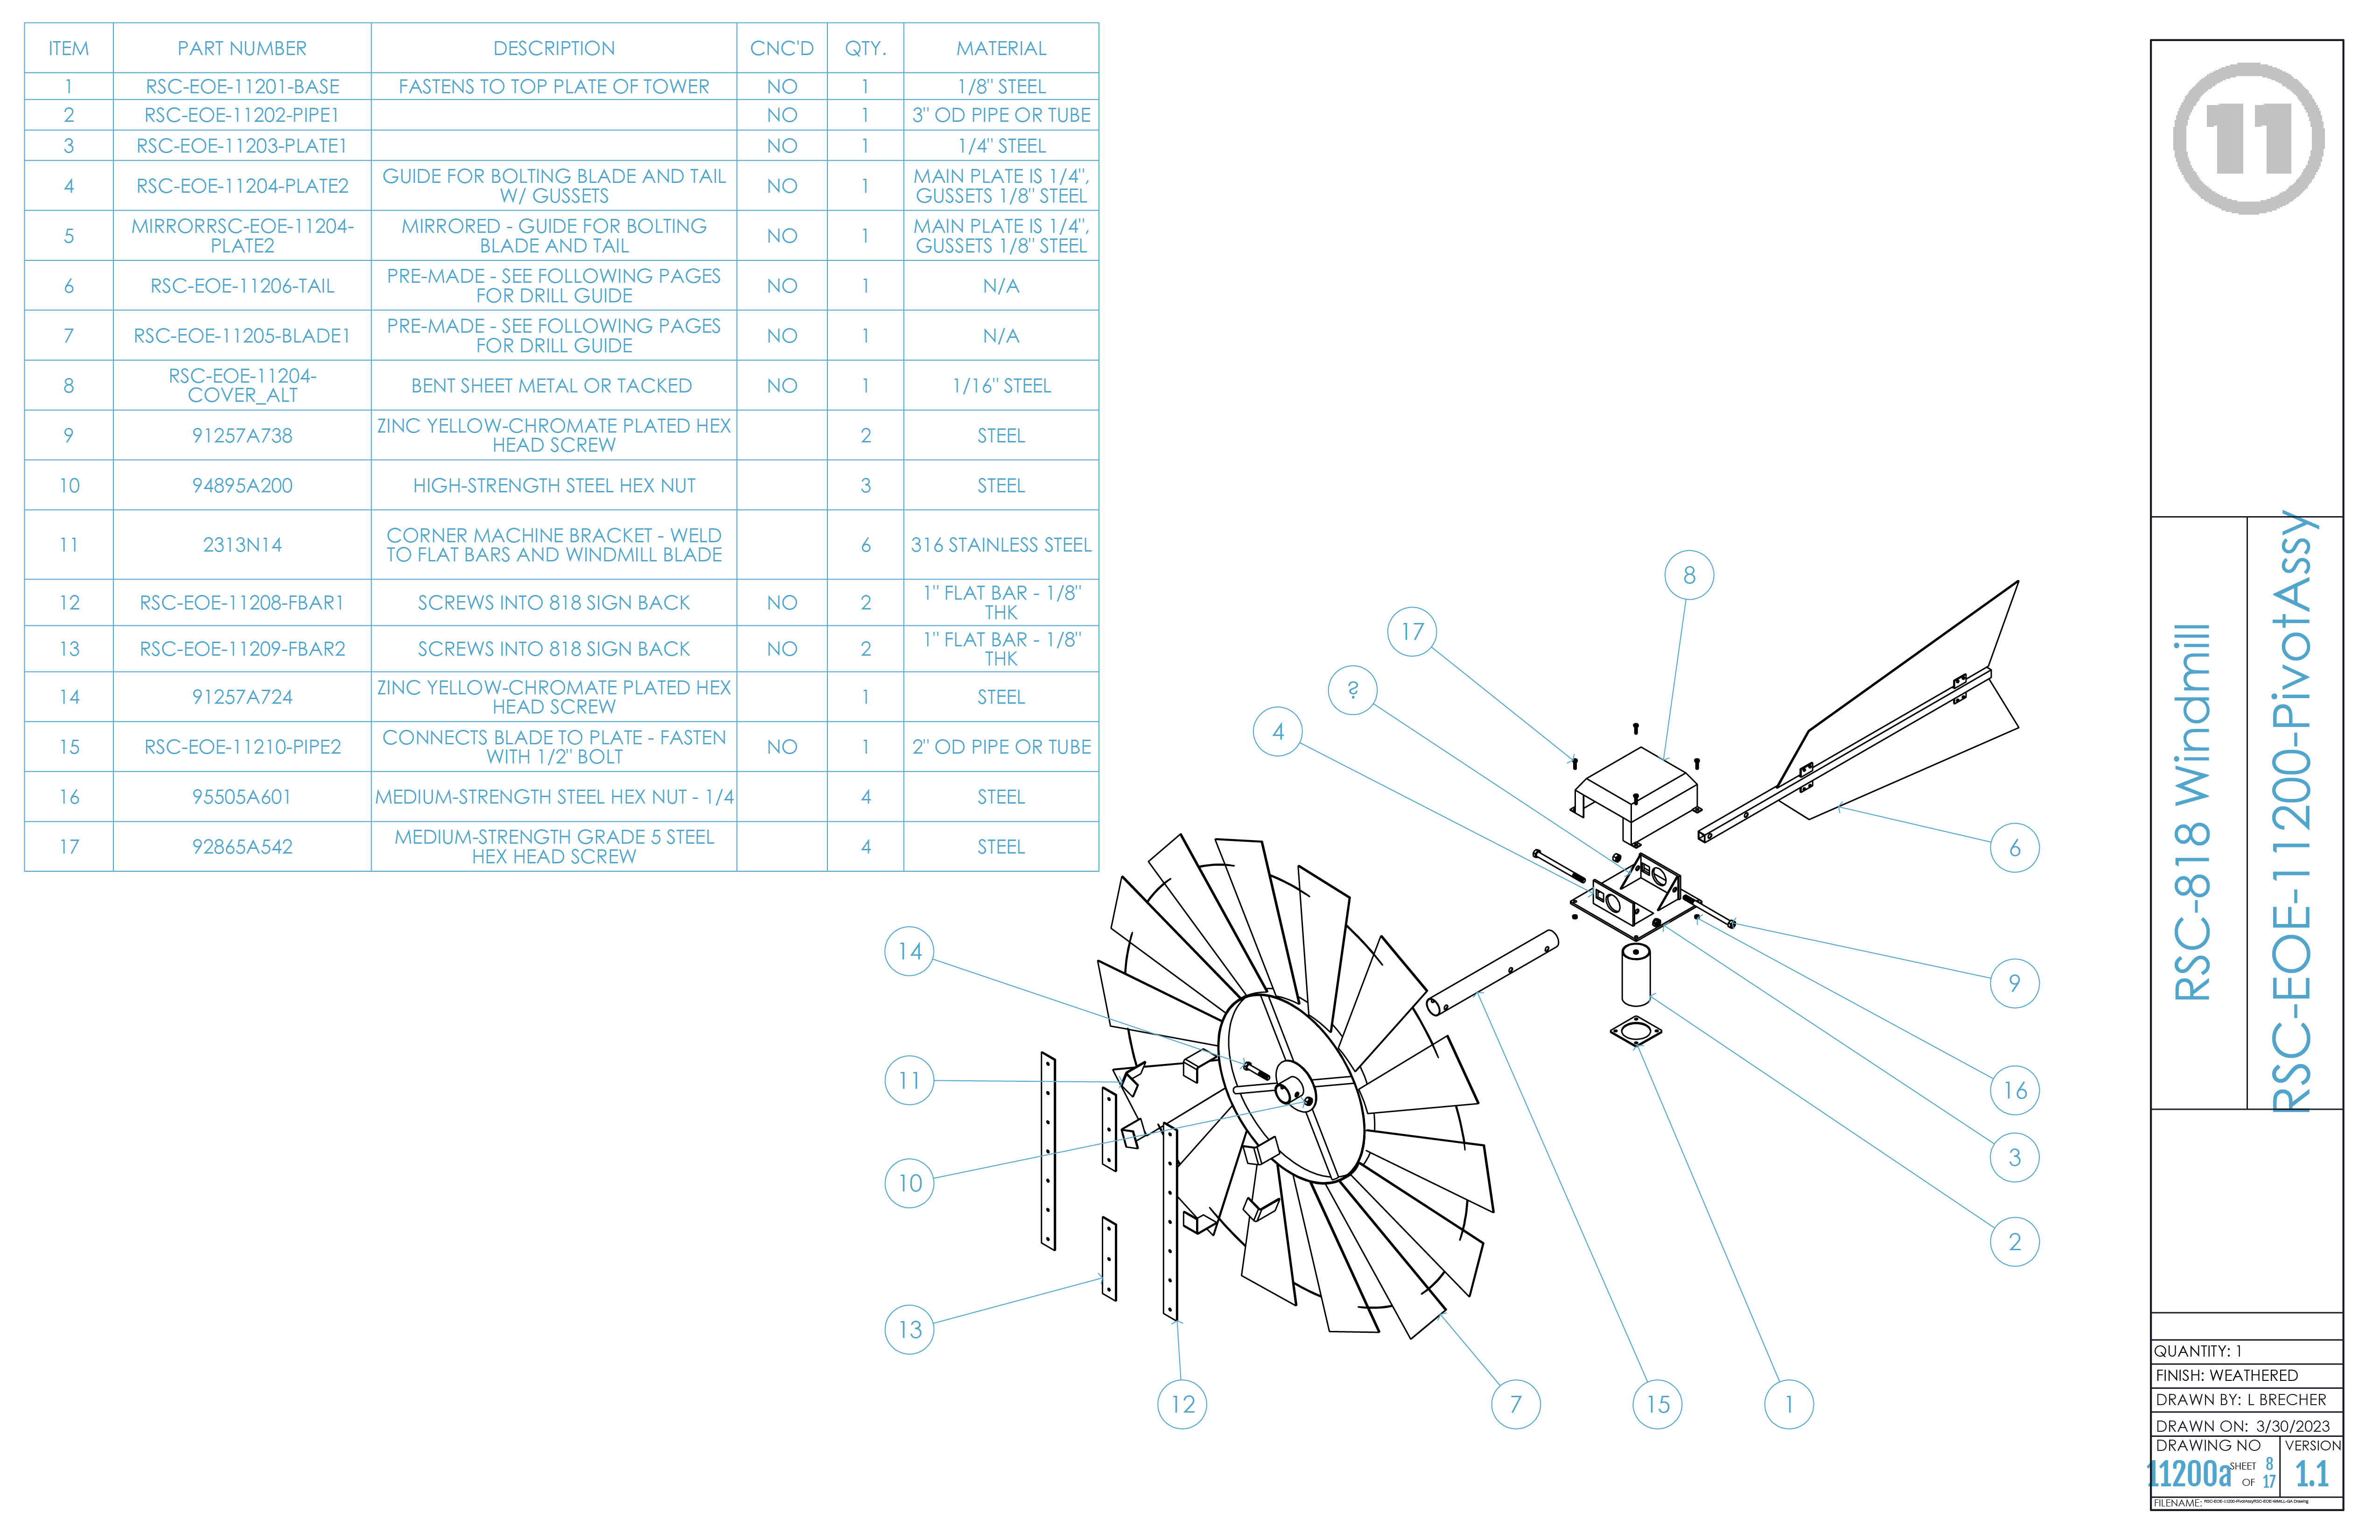 ITEM PART NUMBER DESCRIPTION CNC'D QTY. MATERIAL
1 RSC-EOE-11201-BASE FASTENS TO TOP PLATE OF TOWER NO 1 1/8" STEEL
2 RSC-EOE-11202-PIPE1 NO 1 3" OD PIPE OR TUBE
3 RSC-EOE-11203-PLATE1 NO 1 1/4" STEEL
4 RSC-EOE-11204-PLATE2 GUIDE FOR BOLTING BLADE AND TAIL W/ GUSSETS NO 1 MAIN PLATE IS 1/4", GUSSETS 1/8" STEEL
5 MIRRORRSC-EOE-11204-PLATE2 MIRRORED - GUIDE FOR BOLTING BLADE AND TAIL NO 1 MAIN PLATE IS 1/4", GUSSETS 1/8" STEEL
6 RSC-EOE-11206-TAIL PRE-MADE - SEE FOLLOWING PAGES FOR DRILL GUIDE NO 1 N/A
7 RSC-EOE-11205-BLADE1 PRE-MADE - SEE FOLLOWING PAGES FOR DRILL GUIDE NO 1 N/A
8 RSC-EOE-11204-COVER_ALT BENT SHEET METAL OR TACKED NO 1 1/16" STEEL
9 91257A738 ZINC YELLOW-CHROMATE PLATED HEX HEAD SCREW 2 STEEL
10 94895A200 HIGH-STRENGTH STEEL HEX NUT 3 STEEL
11 2313N14 CORNER MACHINE BRACKET - WELD TO FLAT BARS AND WINDMILL BLADE 6 316 STAINLESS STEEL
12 RSC-EOE-11208-FBAR1 SCREWS INTO 818 SIGN BACK NO 2 1" FLAT BAR - 1/8" THK
13 RSC-EOE-11209-FBAR2 SCREWS INTO 818 SIGN BACK NO 2 1" FLAT BAR - 1/8" THK
14 91257A724 ZINC YELLOW-CHROMATE PLATED HEX HEAD SCREW 1 STEEL
15 RSC-EOE-11210-PIPE2 CONNECTS BLADE TO PLATE - FASTEN WITH 1/2" BOLT NO 1 2" OD PIPE OR TUBE
16 95505A601 MEDIUM-STRENGTH STEEL HEX NUT - 1/4 4 STEEL
17 92865A542 MEDIUM-STRENGTH GRADE 5 STEEL HEX HEAD SCREW 4 STEEL
8
17
?
4
6
14
9
11
16
10
3
2
13
12
7
15
1
11
RSC-818 Windmill
RSC-EOE-11200-PivotAssy
QUANTITY: 1
FINISH: WEATHERED
DRAWN BY: L BRECHER
DRAWN ON: 3/30/2023
DRAWING NO VERSION
11200a SHEET 8 OF 17 1.1
FILENAME: